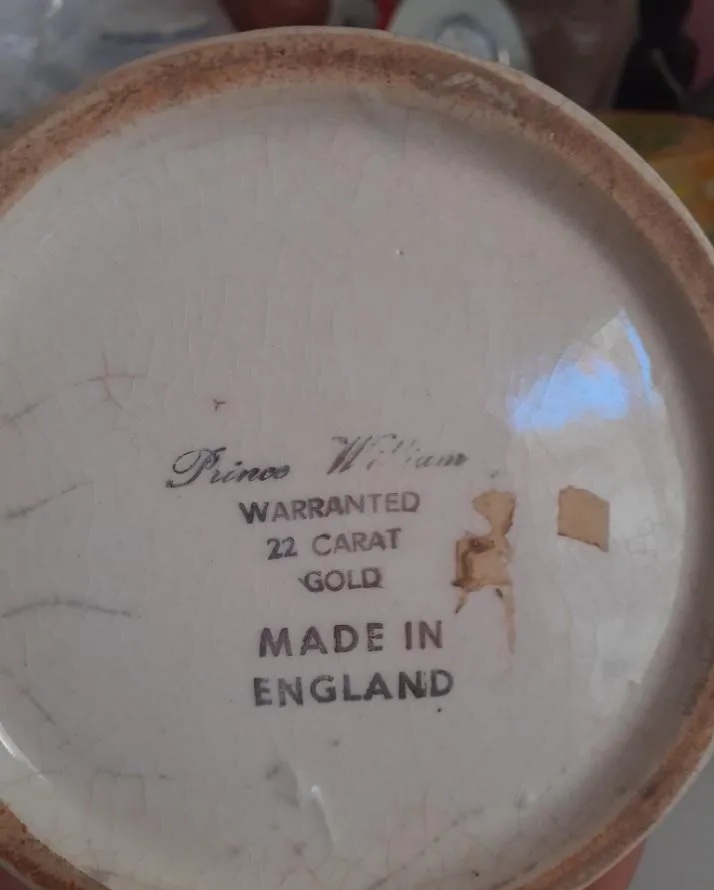 Prince William
WARRANTED
22 CARAT
GOLD
MADE IN
ENGLAND